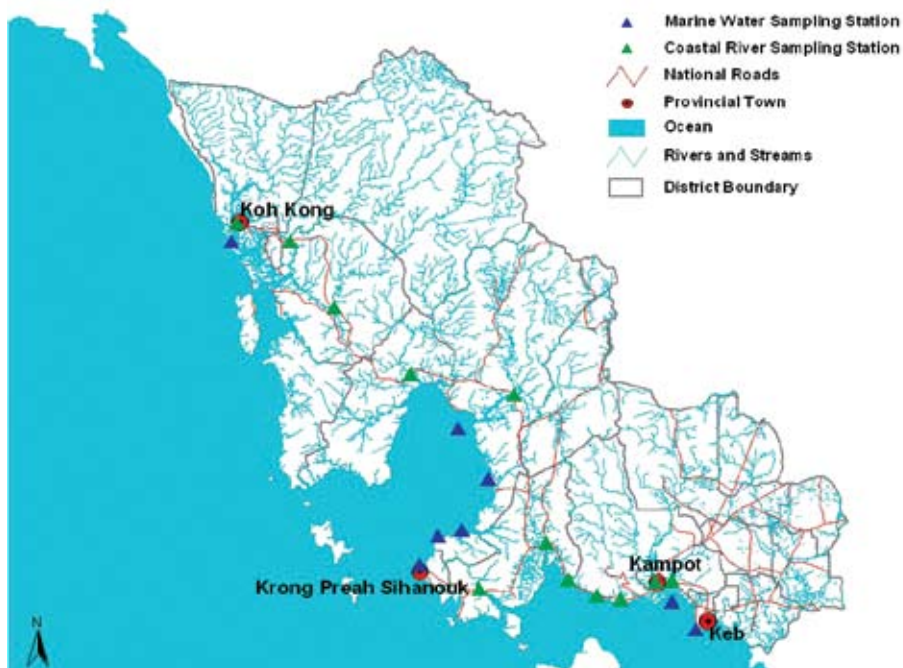 Marine Water Sampling Station
Coastal River Sampling Station
National Roads
Provincial Town
Ocean
Rivers and Streams
District Boundary
Koh Kong
Kampot
Krong Preah Sihanouk
Keb
N